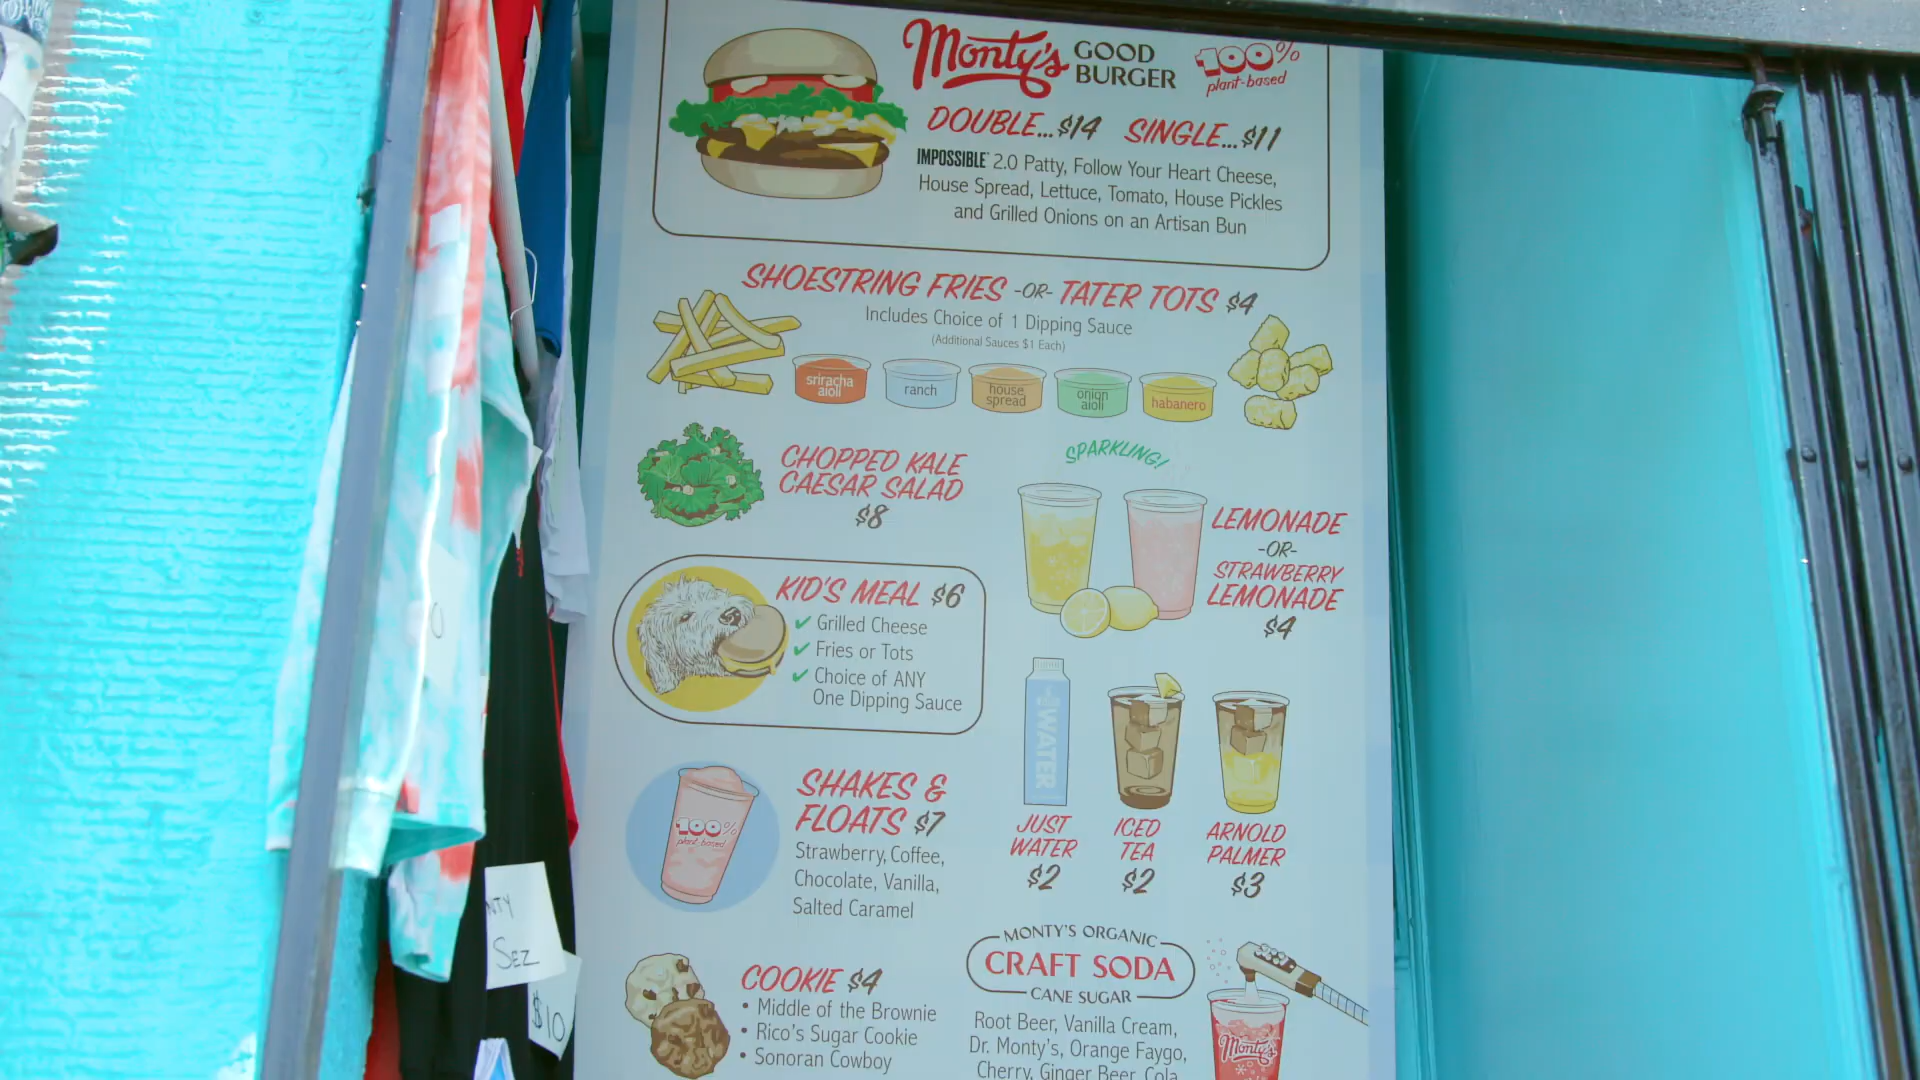 Monty's GOOD BURGER
100% plant-based
DOUBLE...$14 SINGLE...$11
IMPOSSIBLE™ 2.0 Patty, Follow Your Heart Cheese,
House Spread, Lettuce, Tomato, House Pickles
and Grilled Onions on an Artisan Bun
SHOESTRING FRIES -OR- TATER TOTS $4
Includes Choice of 1 Dipping Sauce
(Additional Sauces $1 Each)
sriracha aioli
ranch
house spread
onion aioli
habanero
CHOPPED KALE
CAESAR SALAD
$8
SPARKLING!
LEMONADE
-OR-
STRAWBERRY
LEMONADE
$4
KID'S MEAL $6
✓ Grilled Cheese
✓ Fries or Tots
✓ Choice of ANY
One Dipping Sauce
WATER
JUST
WATER
$2
ICED
TEA
$2
ARNOLD
PALMER
$3
100%
plant-based
SHAKES &
FLOATS $7
Strawberry, Coffee,
Chocolate, Vanilla,
Salted Caramel
COOKIE $4
• Middle of the Brownie
• Rico's Sugar Cookie
• Sonoran Cowboy
MONTY'S ORGANIC
CRAFT SODA
CANE SUGAR
Root Beer, Vanilla Cream,
Dr. Monty's, Orange Faygo,
Cherry, Ginger Beer, Cola
Monty's
NTY
SEZ
$10